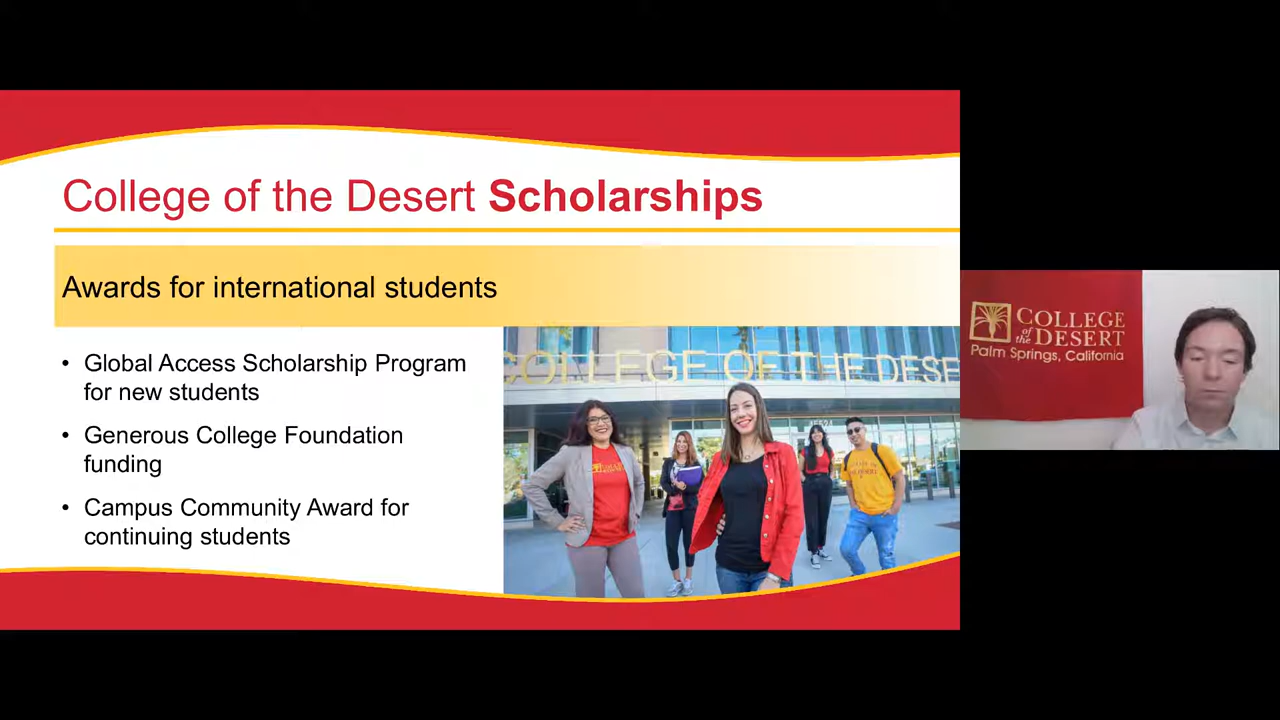 College of the Desert Scholarships
Awards for international students
• Global Access Scholarship Program
for new students
• Generous College Foundation
funding
• Campus Community Award for
continuing students
COLLEGE OF THE DESE
COLLEGE
of the DESERT
Palm Springs, California